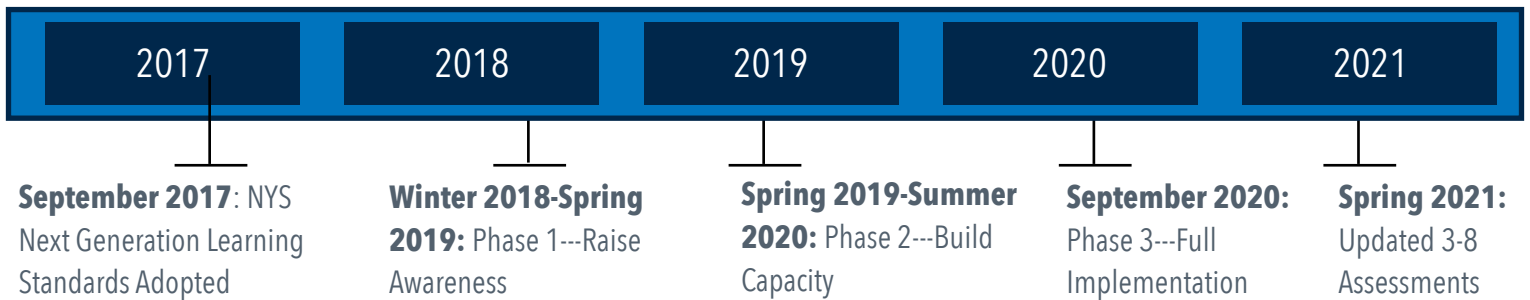 2017
2018
2019
2020
2021
September 2017: NYS
Next Generation Learning
Standards Adopted
Winter 2018-Spring
2019: Phase 1---Raise
Awareness
Spring 2019-Summer
2020: Phase 2---Build
Capacity
September 2020:
Phase 3---Full
Implementation
Spring 2021:
Updated 3-8
Assessments